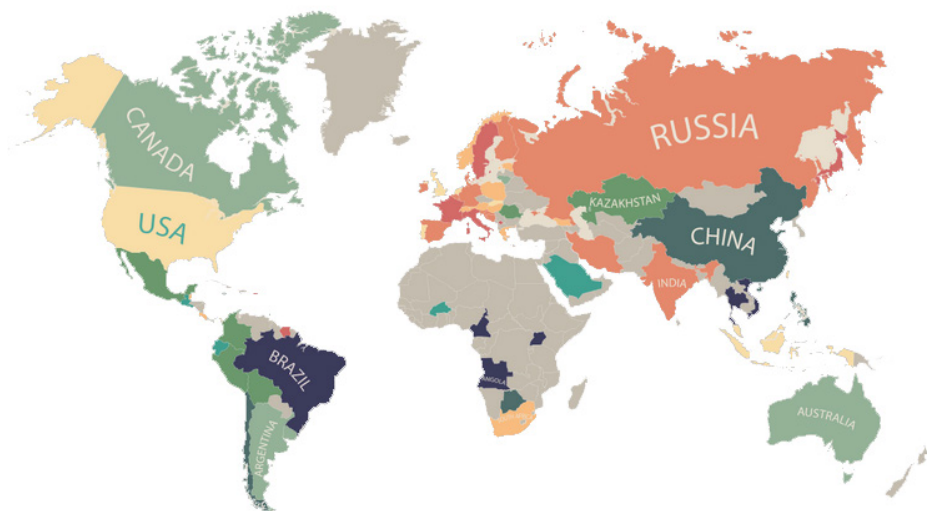 CANADA
USA
RUSSIA
KAZAKHSTAN
CHINA
INDIA
BRAZIL
ANGOLA
ARGENTINA
AUSTRALIA